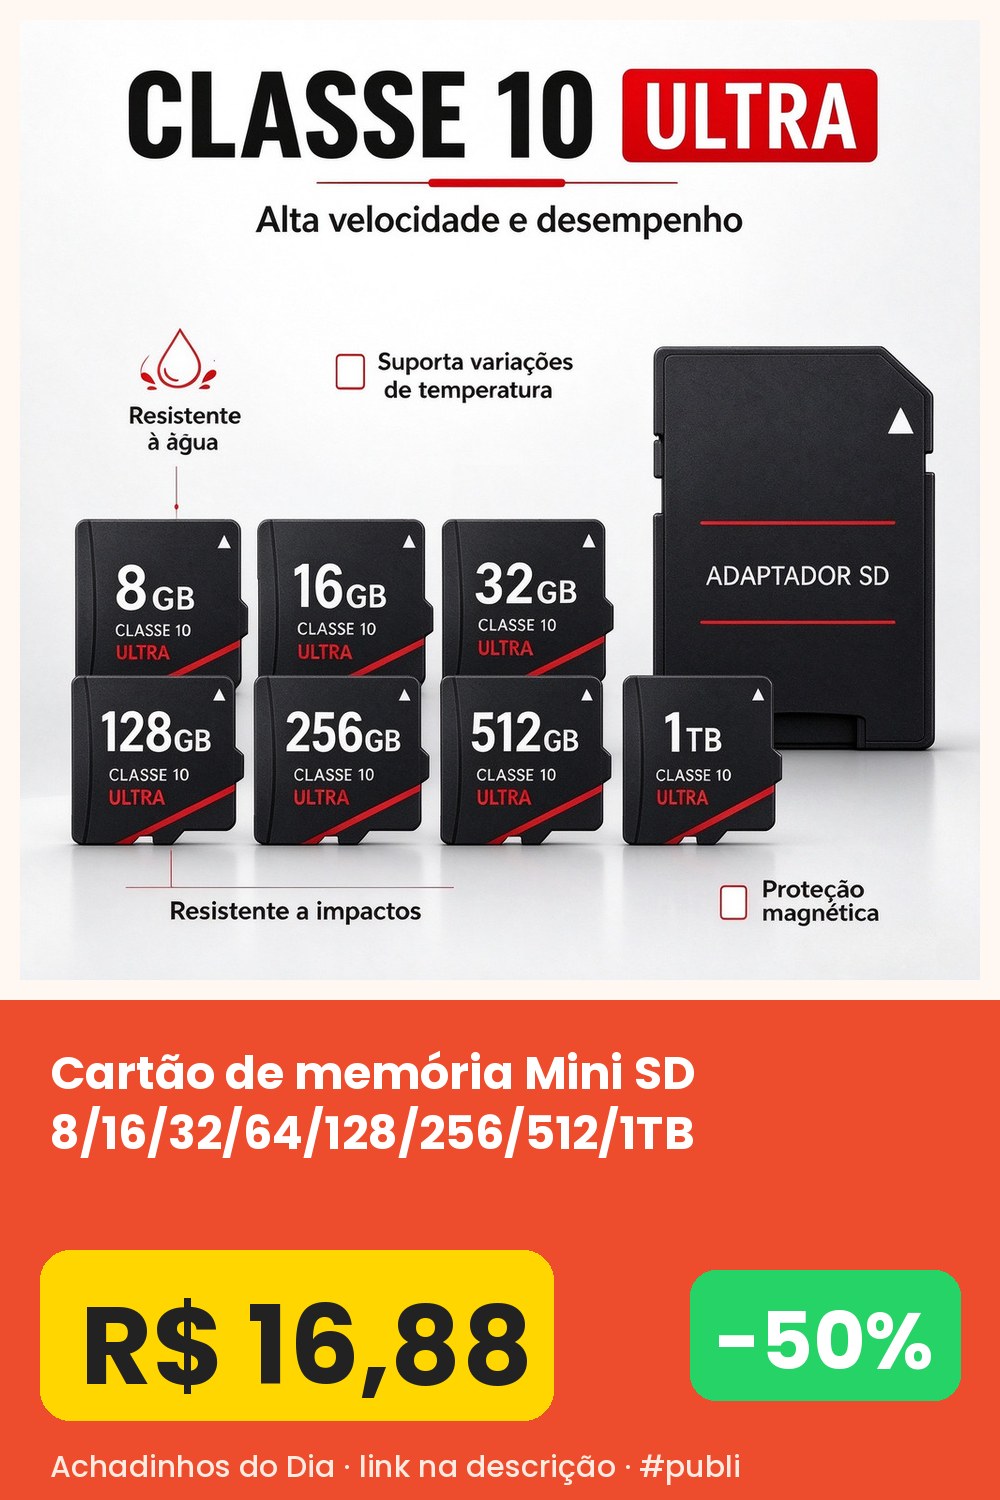 CLASSE 10 ULTRA
Alta velocidade e desempenho
Resistente
à água
Suporta variações
de temperatura
ADAPTADOR SD
8 GB
CLASSE 10
ULTRA
16GB
CLASSE 10
ULTRA
32GB
CLASSE 10
ULTRA
128GB
CLASSE 10
ULTRA
256GB
CLASSE 10
ULTRA
512GB
CLASSE 10
ULTRA
1TB
CLASSE 10
ULTRA
Resistente a impactos
Proteção
magnética
Cartão de memória Mini SD
8/16/32/64/128/256/512/1TB
R$ 16,88
-50%
Achadinhos do Dia · link na descrição · #publi